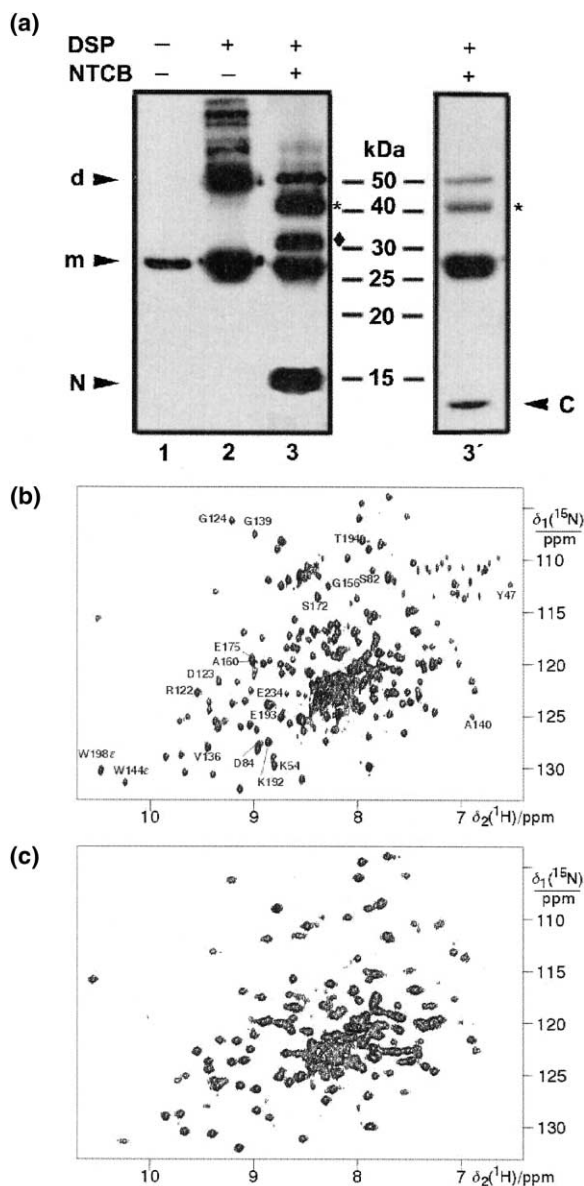 (a)
DSP – + + +
NTCB – – + +
kDa
d 50
* 40 *
♦ 30
m 25
20
N 15
C
1 2 3 3´
(b)
G124 G139
T194
G156 S82
S172
Y47
E175
A160
D123
R122
E234
E193
A140
V136
D84 K54
K192
W198ε
W144ε
δ₁(¹⁵N)
ppm
110
115
120
125
130
10 9 8 7 δ₂(¹H)/ppm
(c)
δ₁(¹⁵N)
ppm
110
115
120
125
130
10 9 8 7 δ₂(¹H)/ppm